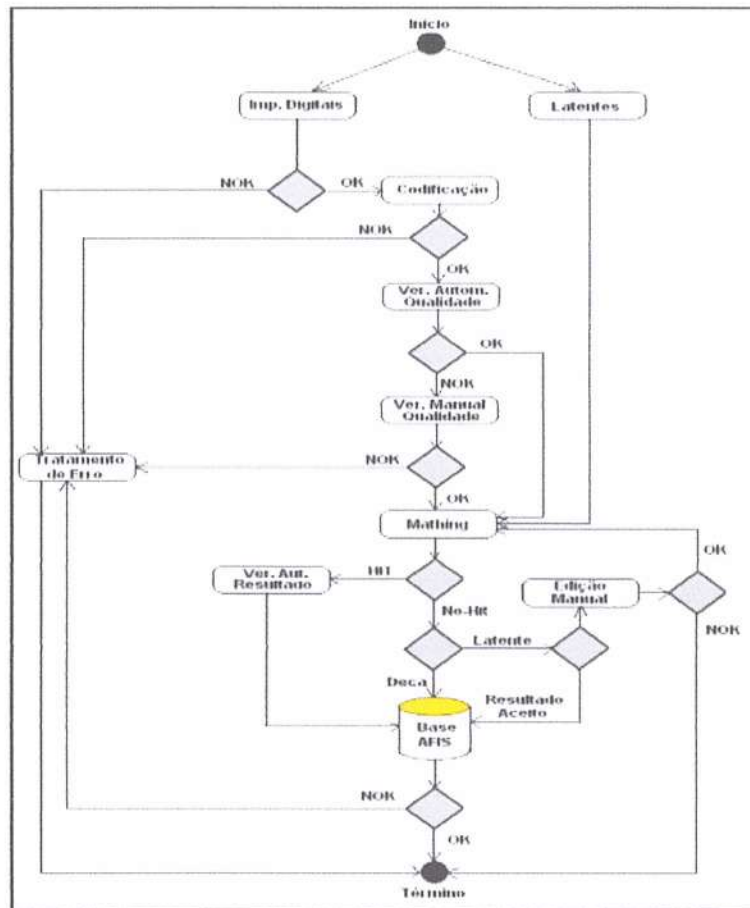 Início
Imp. Digitais
Latentes
NOK
OK
Codificação
NOK
OK
Ver. Autom.
Qualidade
OK
NOK
Ver. Manual
Qualidade
Tratamento
de Erro
NOK
OK
Mathing
OK
Ver. Aut.
Resultado
HIT
Edição
Manual
No-Hit
NOK
Latente
Deca
Resultado
Aceito
Base
AFIS
NOK
OK
Término